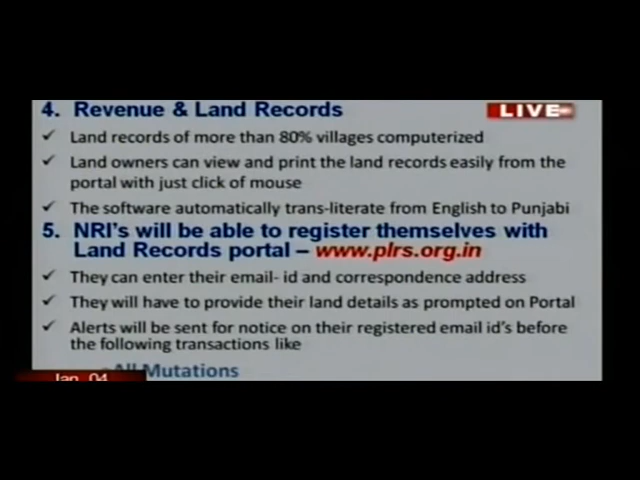 4. Revenue & Land Records
LIVE
✓ Land records of more than 80% villages computerized
✓ Land owners can view and print the land records easily from the
portal with just click of mouse
✓ The software automatically trans-literate from English to Punjabi
5. NRI's will be able to register themselves with
Land Records portal – www.plrs.org.in
✓ They can enter their email- id and correspondence address
✓ They will have to provide their land details as prompted on Portal
✓ Alerts will be sent for notice on their registered email id's before
the following transactions like
All Mutations
Jan 04